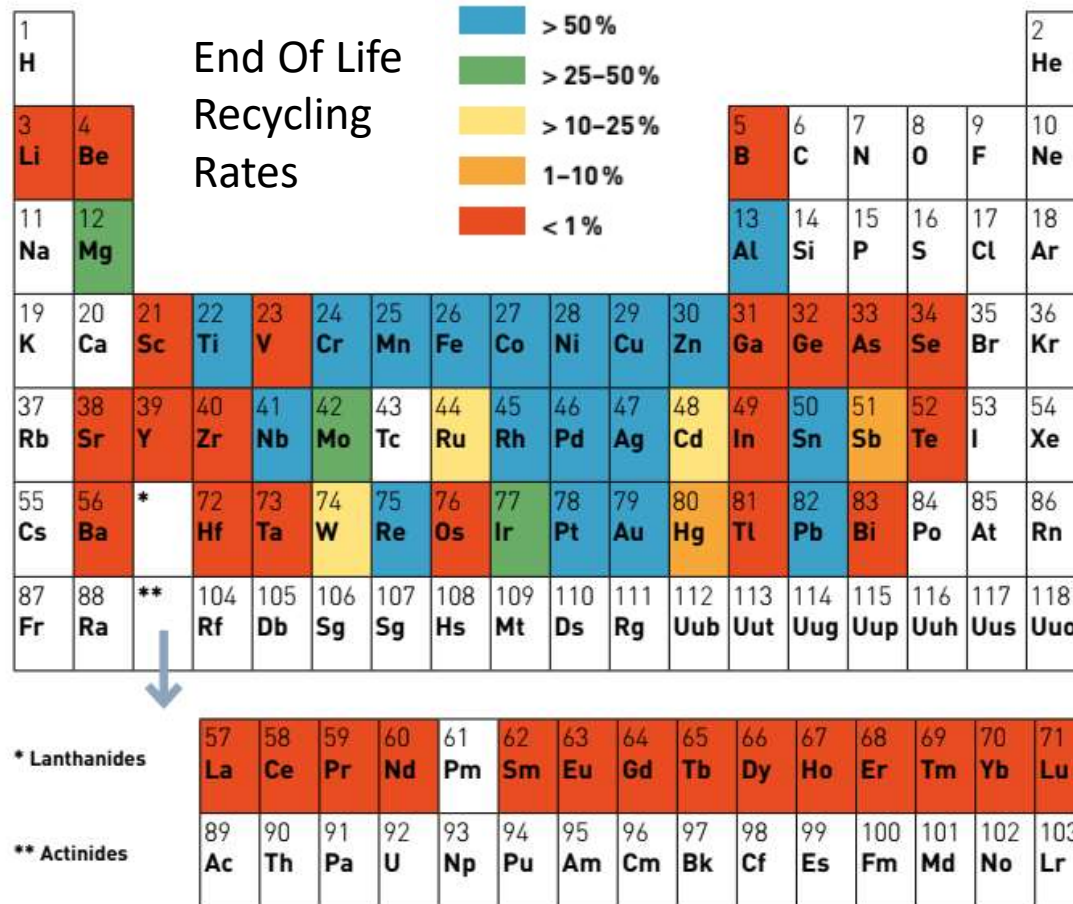 End Of Life
Recycling
Rates
> 50%
> 25–50%
> 10–25%
1–10%
< 1%
1 2
H He
3 4 5 6 7 8 9 10
Li Be B C N O F Ne
11 12 13 14 15 16 17 18
Na Mg Al Si P S Cl Ar
19 20 21 22 23 24 25 26 27 28 29 30 31 32 33 34 35 36
K Ca Sc Ti V Cr Mn Fe Co Ni Cu Zn Ga Ge As Se Br Kr
37 38 39 40 41 42 43 44 45 46 47 48 49 50 51 52 53 54
Rb Sr Y Zr Nb Mo Tc Ru Rh Pd Ag Cd In Sn Sb Te I Xe
55 56 * 72 73 74 75 76 77 78 79 80 81 82 83 84 85 86
Cs Ba Hf Ta W Re Os Ir Pt Au Hg Tl Pb Bi Po At Rn
87 88 ** 104 105 106 107 108 109 110 111 112 113 114 115 116 117 118
Fr Ra Rf Db Sg Sg Hs Mt Ds Rg Uub Uut Uug Uup Uuh Uus Uuo
* Lanthanides
57 58 59 60 61 62 63 64 65 66 67 68 69 70 71
La Ce Pr Nd Pm Sm Eu Gd Tb Dy Ho Er Tm Yb Lu
** Actinides
89 90 91 92 93 94 95 96 97 98 99 100 101 102 103
Ac Th Pa U Np Pu Am Cm Bk Cf Es Fm Md No Lr